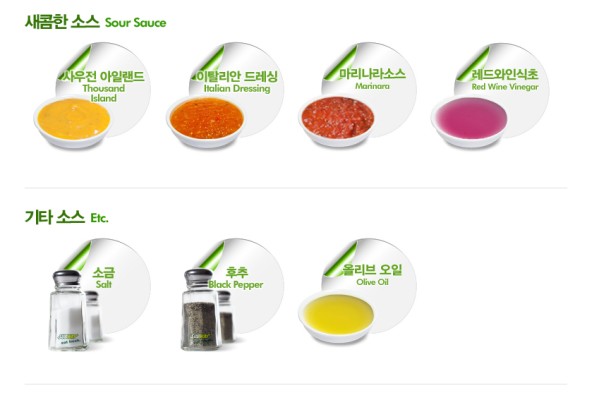 새콤한 소스 Sour Sauce
사우전 아일랜드
Thousand
Island
이탈리안 드레싱
Italian Dressing
마리나라소스
Marinara
레드와인식초
Red Wine Vinegar
기타 소스 Etc.
소금
Salt
후추
Black Pepper
올리브 오일
Olive Oil